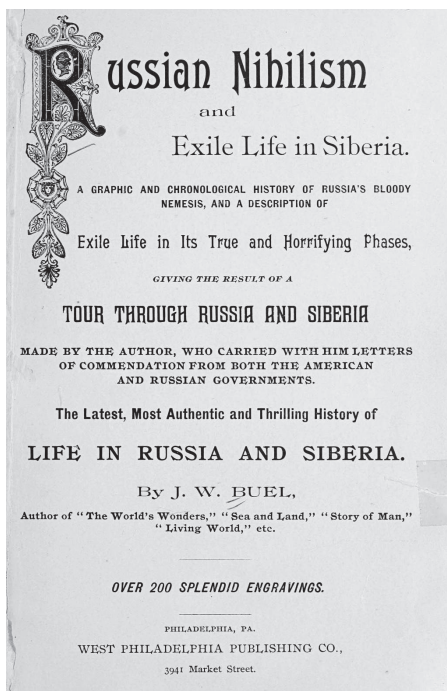 Russian Nihilism
and
Exile Life in Siberia.
A GRAPHIC AND CHRONOLOGICAL HISTORY OF RUSSIA'S BLOODY
NEMESIS, AND A DESCRIPTION OF
Exile Life in Its True and Horrifying Phases,
GIVING THE RESULT OF A
TOUR THROUGH RUSSIA AND SIBERIA
MADE BY THE AUTHOR, WHO CARRIED WITH HIM LETTERS
OF COMMENDATION FROM BOTH THE AMERICAN
AND RUSSIAN GOVERNMENTS.
The Latest, Most Authentic and Thrilling History of
LIFE IN RUSSIA AND SIBERIA.
By J. W. BUEL,
Author of "The World's Wonders," "Sea and Land," "Story of Man,"
"Living World," etc.
OVER 200 SPLENDID ENGRAVINGS.
PHILADELPHIA, PA.
WEST PHILADELPHIA PUBLISHING CO.,
3941 Market Street.